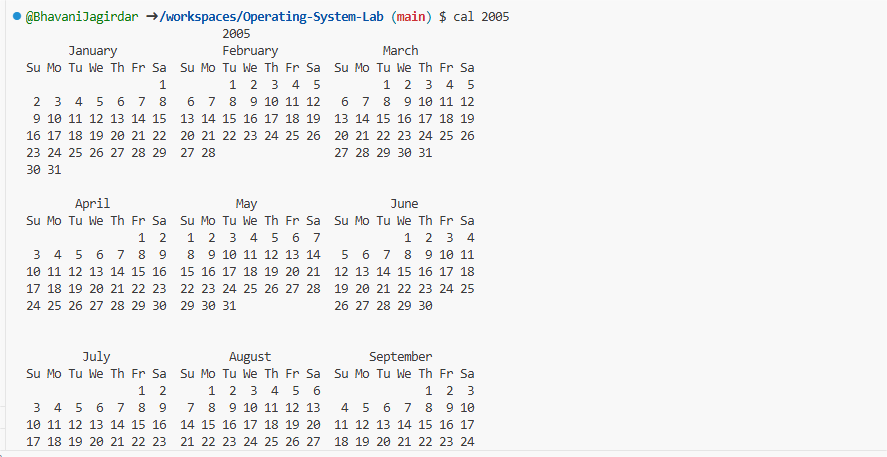 @BhavaniJagirdar ➜/workspaces/Operating-System-Lab (main) $ cal 2005
                            2005
      January               February               March
Su Mo Tu We Th Fr Sa  Su Mo Tu We Th Fr Sa  Su Mo Tu We Th Fr Sa
                   1         1  2  3  4  5         1  2  3  4  5
 2  3  4  5  6  7  8   6  7  8  9 10 11 12   6  7  8  9 10 11 12
 9 10 11 12 13 14 15  13 14 15 16 17 18 19  13 14 15 16 17 18 19
16 17 18 19 20 21 22  20 21 22 23 24 25 26  20 21 22 23 24 25 26
23 24 25 26 27 28 29  27 28                 27 28 29 30 31
30 31
       April                  May                   June
Su Mo Tu We Th Fr Sa  Su Mo Tu We Th Fr Sa  Su Mo Tu We Th Fr Sa
                1  2   1  2  3  4  5  6  7            1  2  3  4
 3  4  5  6  7  8  9   8  9 10 11 12 13 14   5  6  7  8  9 10 11
10 11 12 13 14 15 16  15 16 17 18 19 20 21  12 13 14 15 16 17 18
17 18 19 20 21 22 23  22 23 24 25 26 27 28  19 20 21 22 23 24 25
24 25 26 27 28 29 30  29 30 31              26 27 28 29 30
        July                 August              September
Su Mo Tu We Th Fr Sa  Su Mo Tu We Th Fr Sa  Su Mo Tu We Th Fr Sa
                1  2      1  2  3  4  5  6               1  2  3
 3  4  5  6  7  8  9   7  8  9 10 11 12 13   4  5  6  7  8  9 10
10 11 12 13 14 15 16  14 15 16 17 18 19 20  11 12 13 14 15 16 17
17 18 19 20 21 22 23  21 22 23 24 25 26 27  18 19 20 21 22 23 24